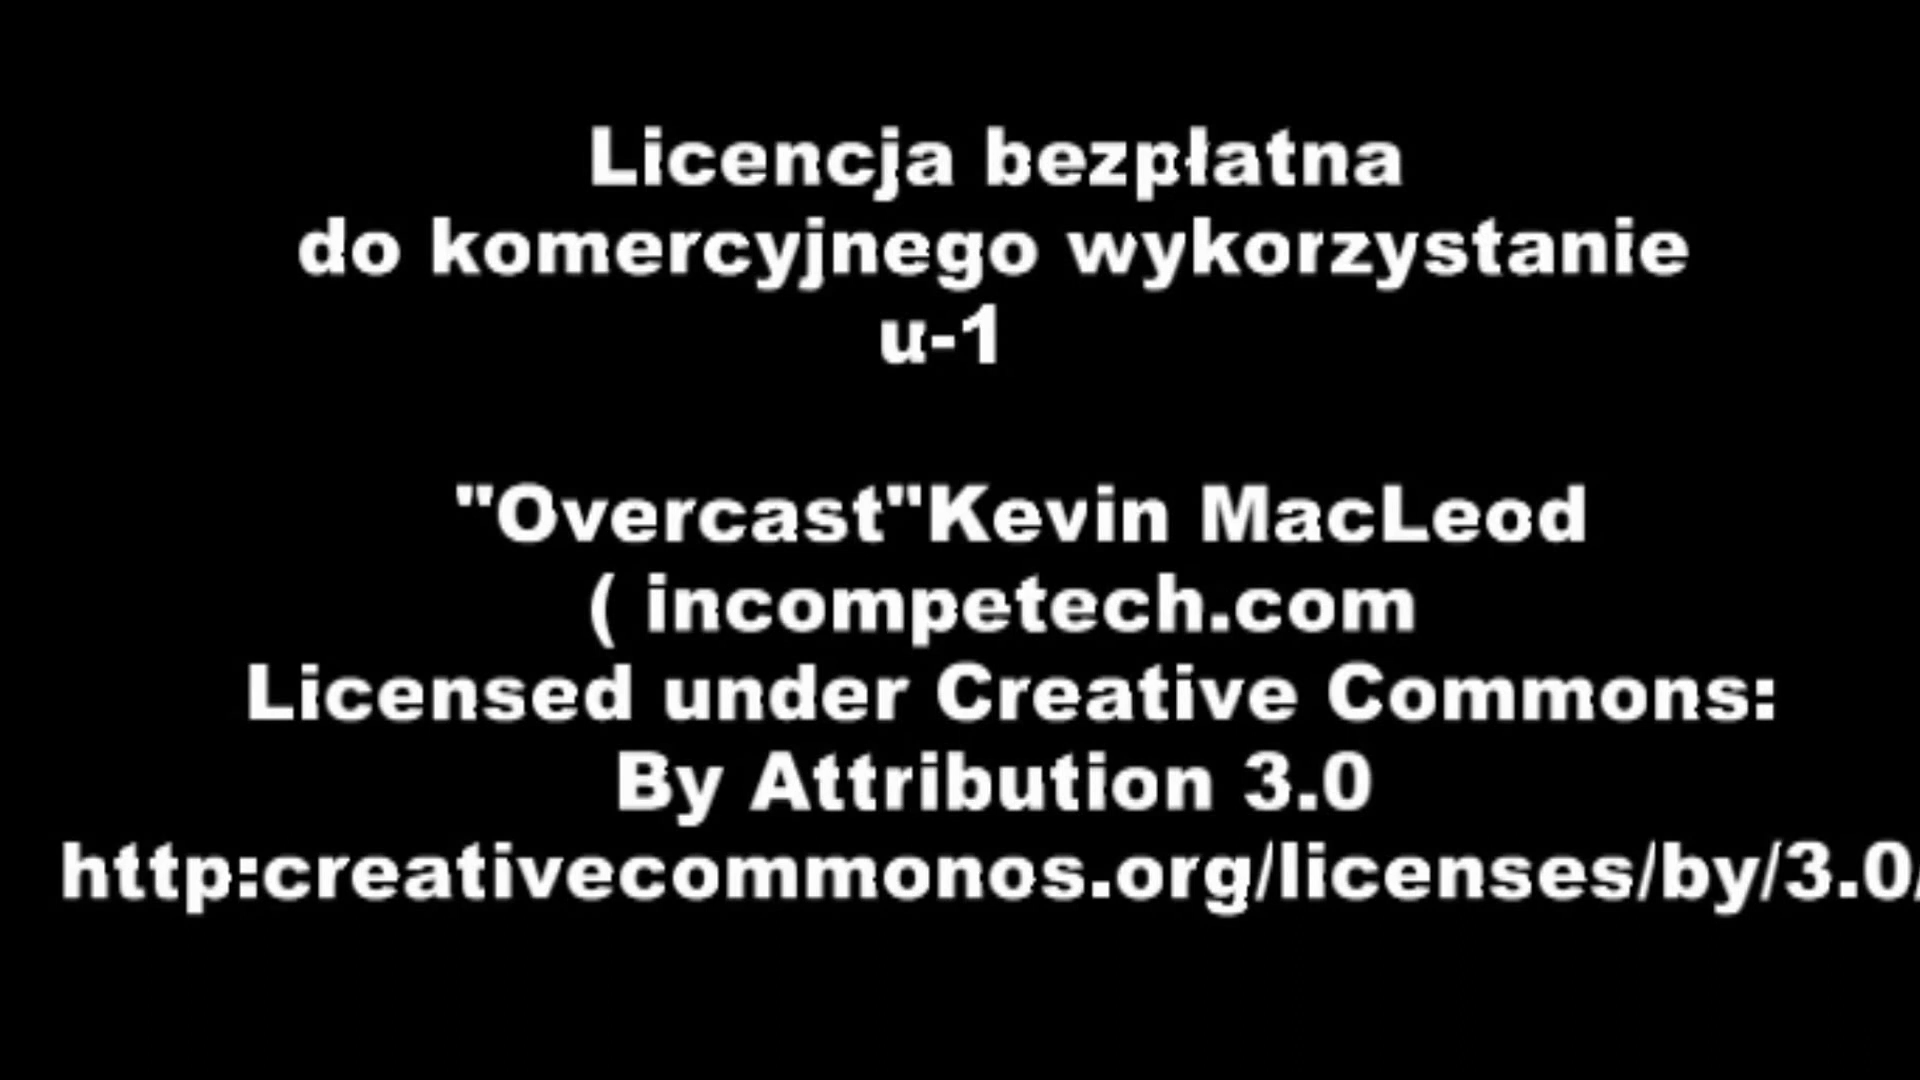 Licencja bezpłatna
do komercyjnego wykorzystanie
u-1
"Overcast"Kevin MacLeod
( incompetech.com
Licensed under Creative Commons:
By Attribution 3.0
http:creativecommonos.org/licenses/by/3.0/